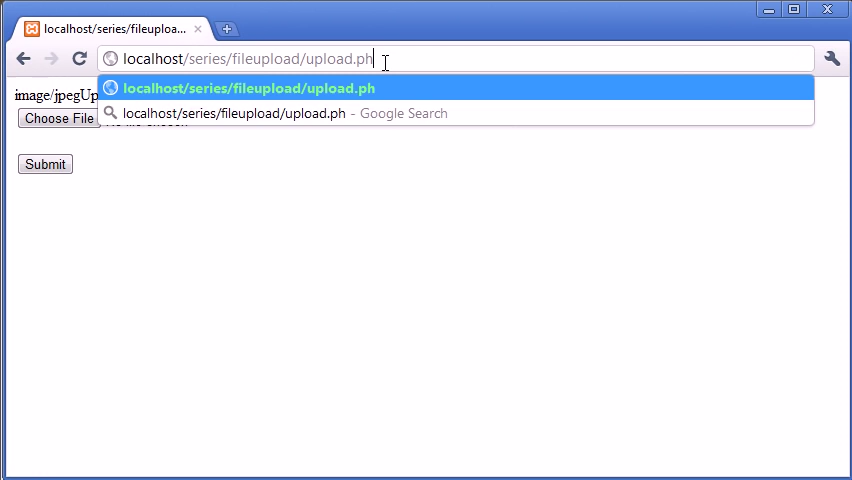 localhost/series/fileuploa...
localhost/series/fileupload/upload.ph
localhost/series/fileupload/upload.ph
localhost/series/fileupload/upload.ph - Google Search
image/jpegUp
Choose File
Submit